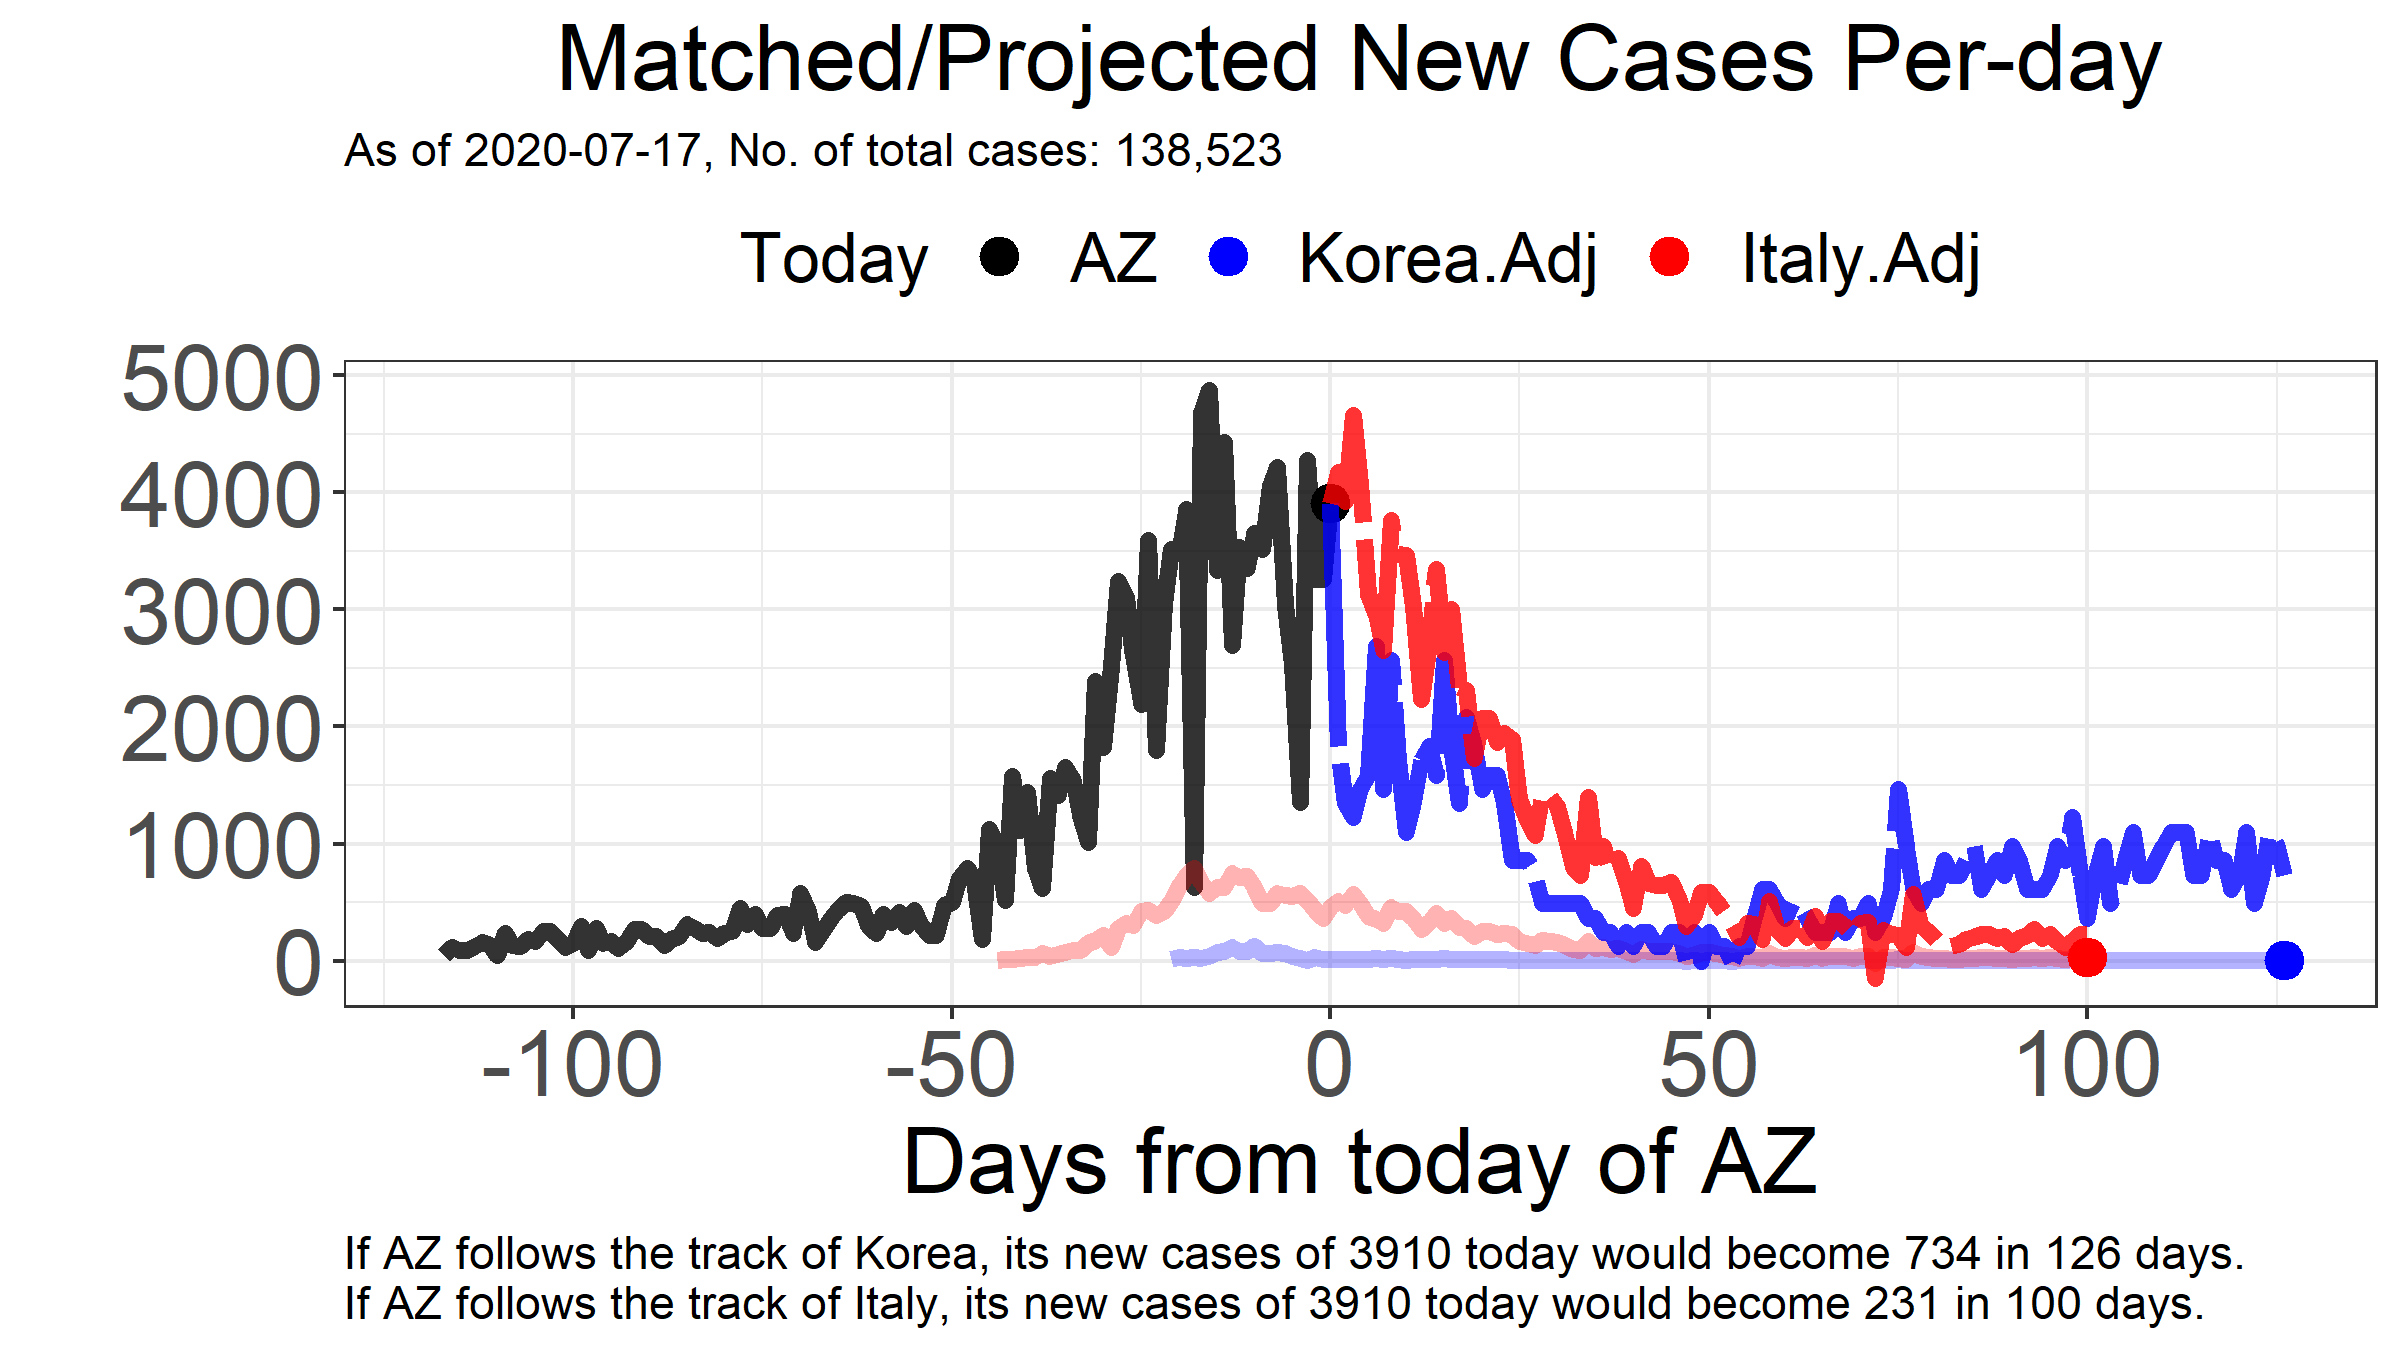 Matched/Projected New Cases Per-day
As of 2020-07-17, No. of total cases: 138,523
Today AZ Korea.Adj Italy.Adj
5000
4000
3000
2000
1000
0
-100 -50 0 50 100
Days from today of AZ
If AZ follows the track of Korea, its new cases of 3910 today would become 734 in 126 days.
If AZ follows the track of Italy, its new cases of 3910 today would become 231 in 100 days.